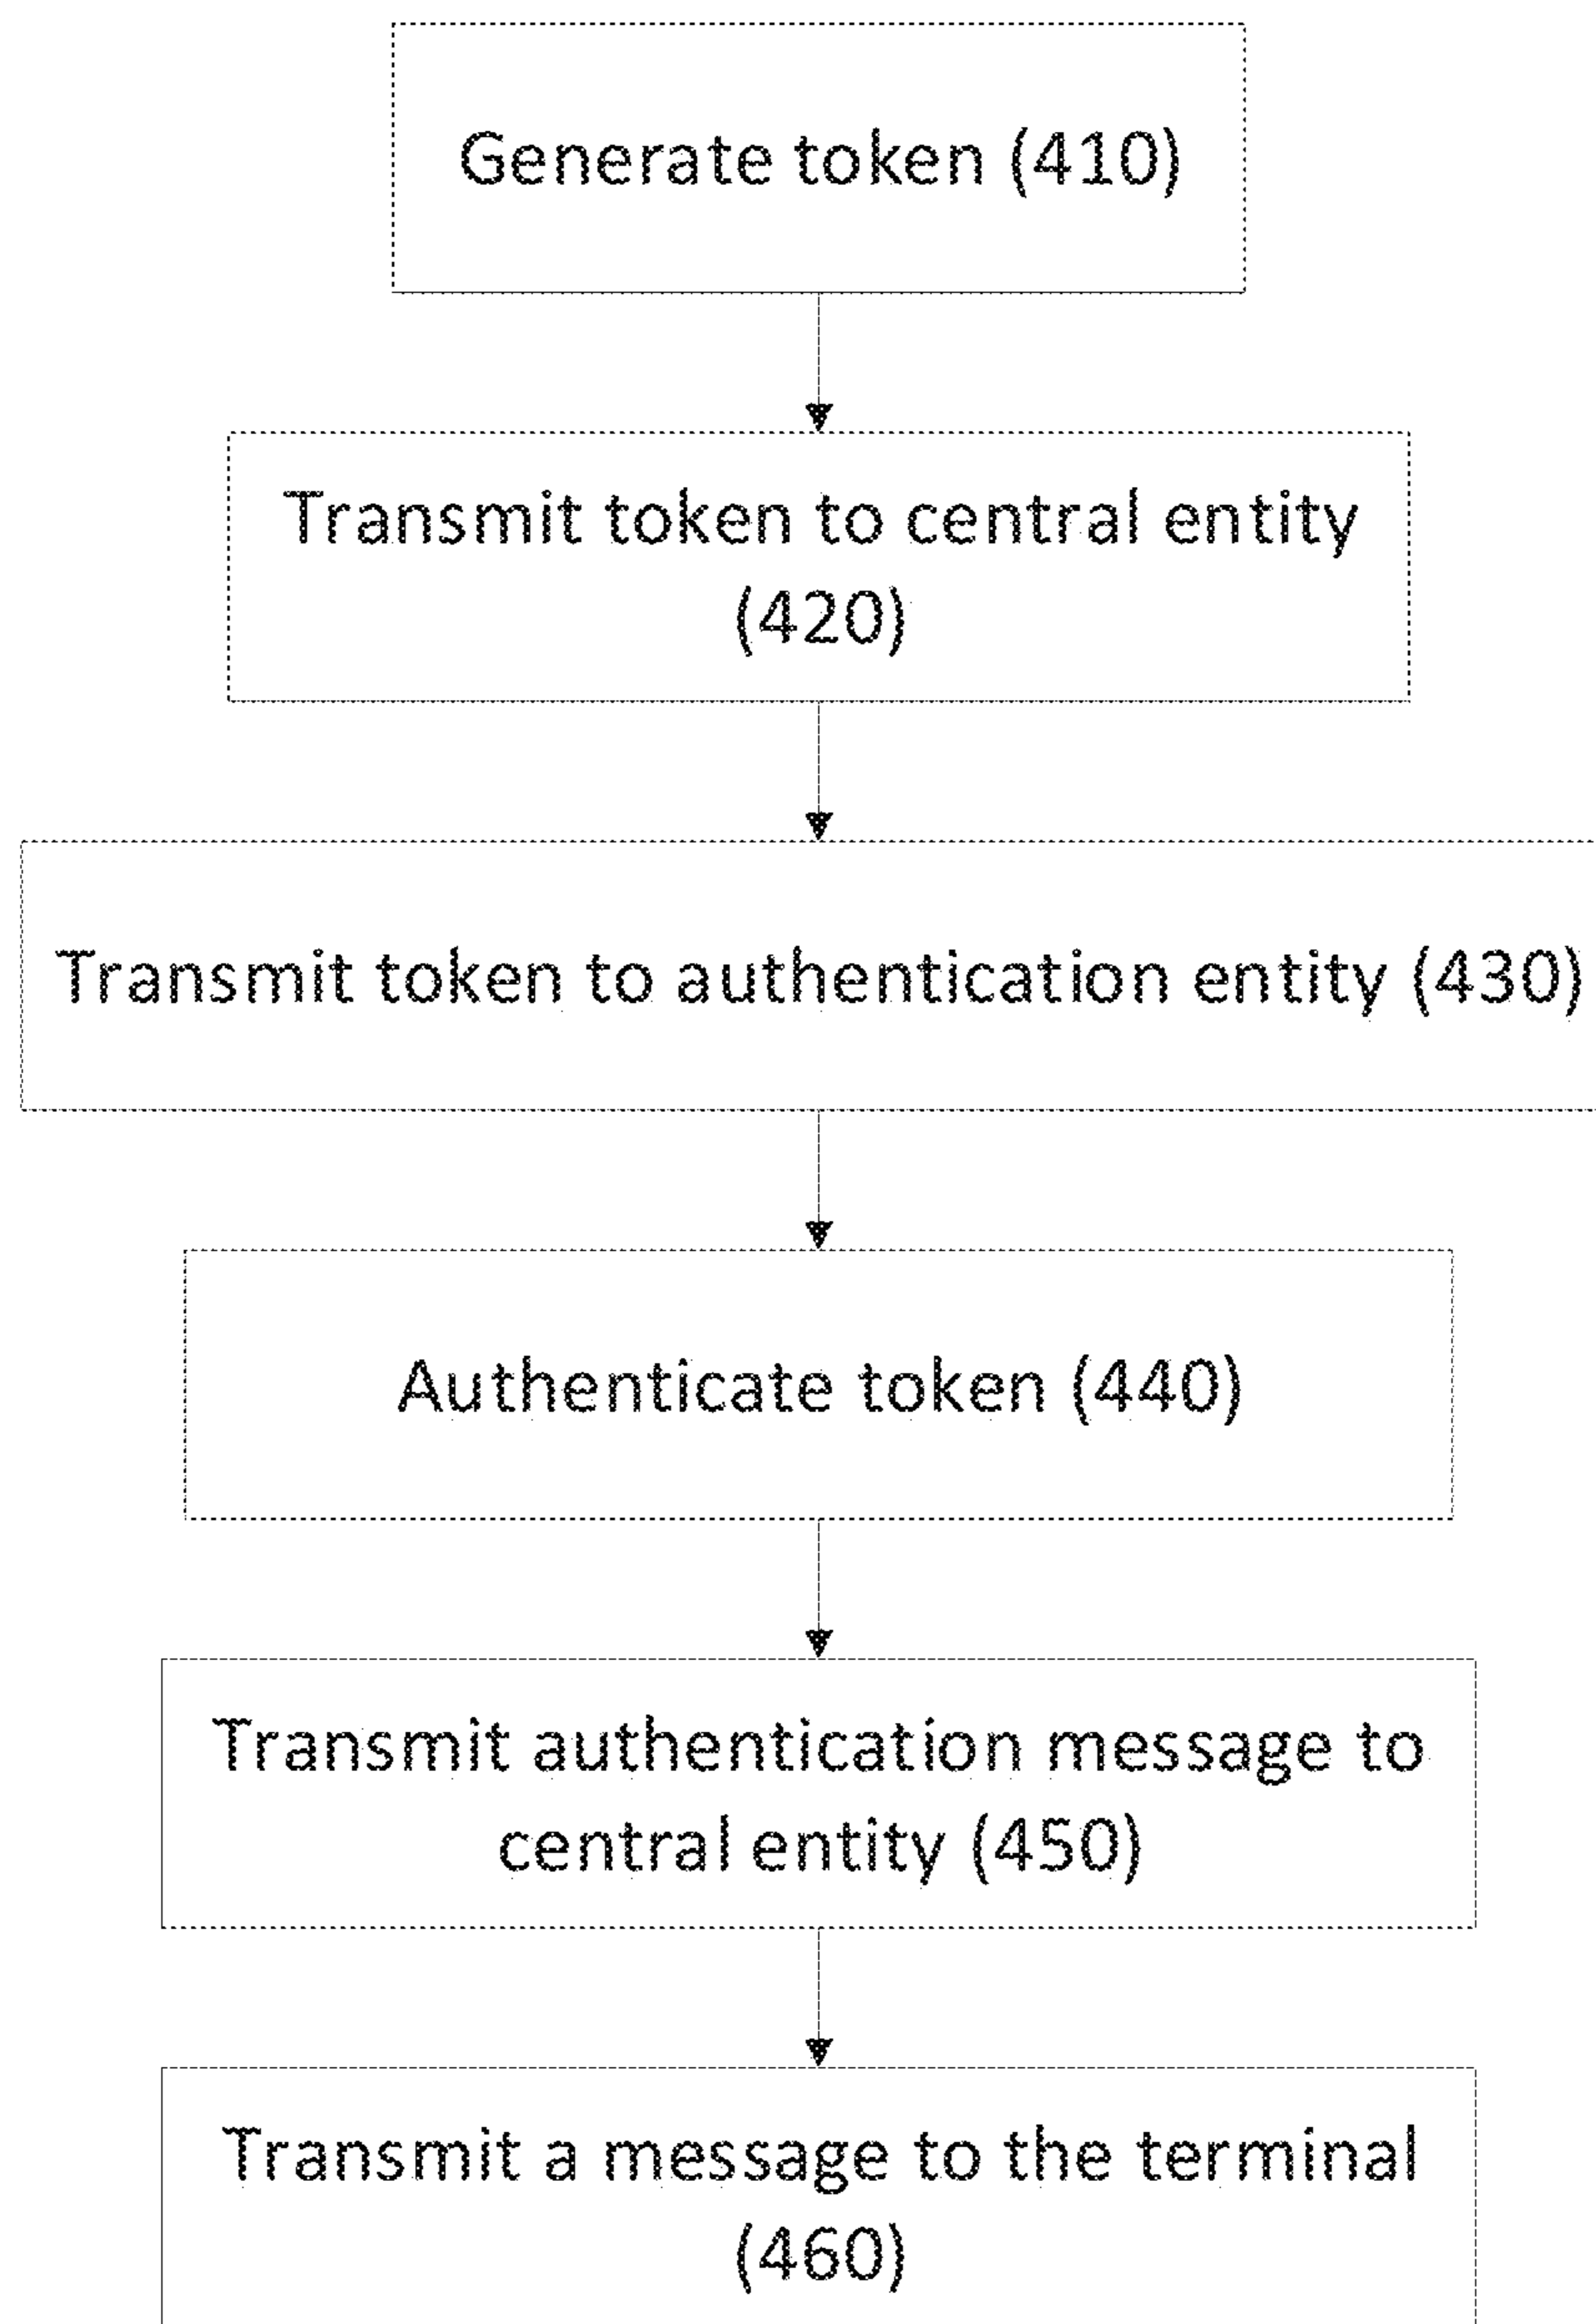 Generate token (410)
Transmit token to central entity
(420)
Transmit token to authentication entity (430)
Authenticate token (440)
Transmit authentication message to
central entity (450)
Transmit a message to the terminal
(460)